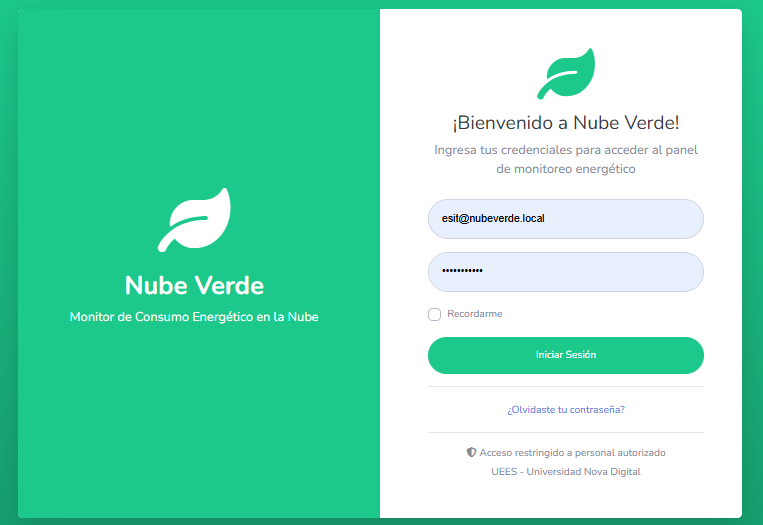 Nube Verde
Monitor de Consumo Energético en la Nube
¡Bienvenido a Nube Verde!
Ingresa tus credenciales para acceder al panel
de monitoreo energético
esit@nubeverde.local
•••••••••••
Recordarme
Iniciar Sesión
¿Olvidaste tu contraseña?
Acceso restringido a personal autorizado
UEES - Universidad Nova Digital